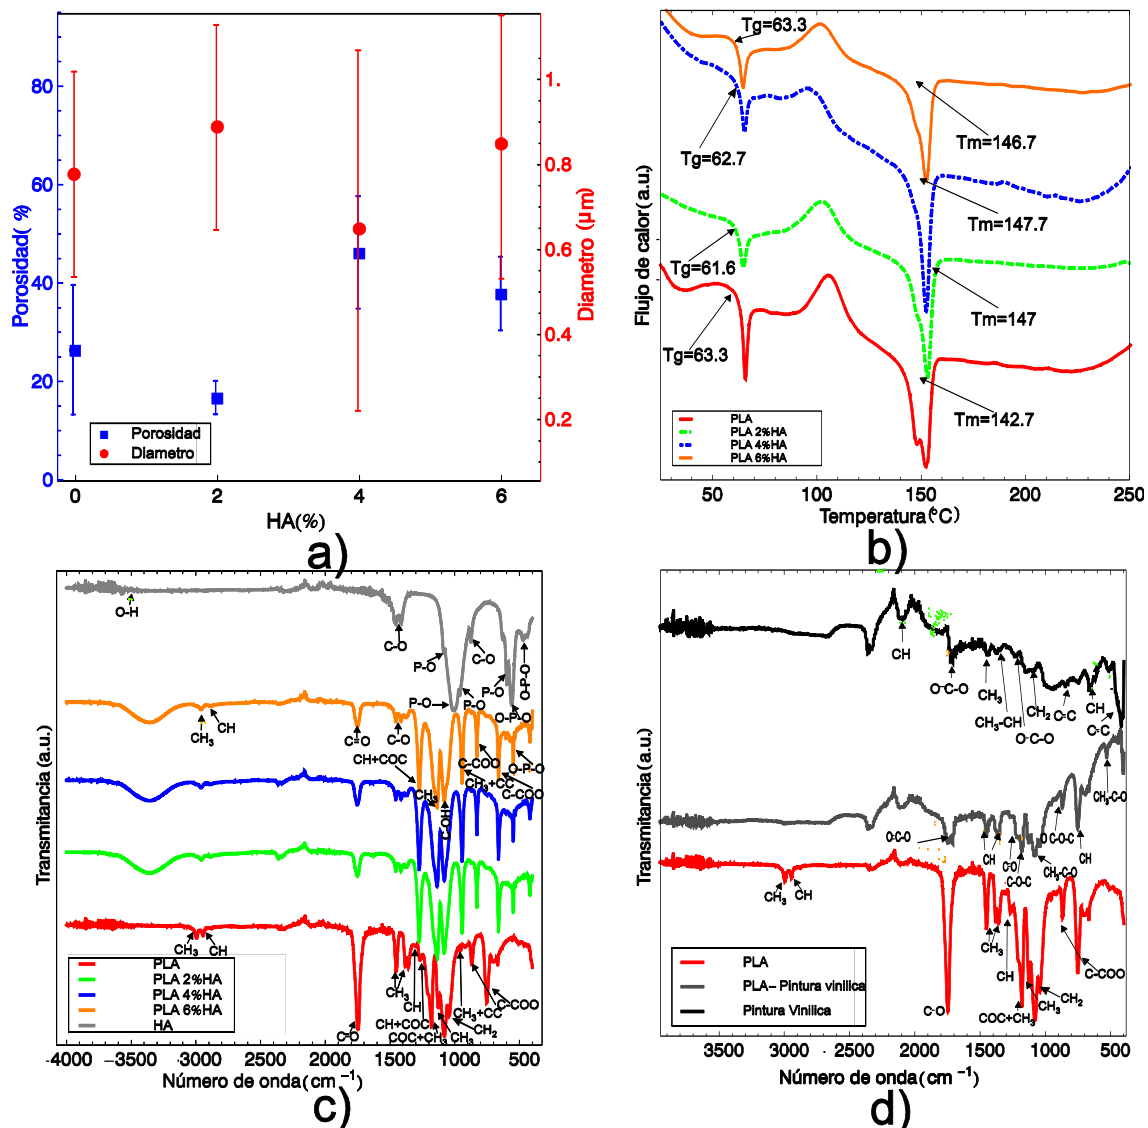 80
60
40
20
0
Porosidad( %)
1.
0.8
0.6
0.4
0.2
Diametro (μm)
Porosidad
Diametro
0
2
4
6
HA(%)
a)
Tg=63.3
Tg=62.7
Tg=61.6
Tg=63.3
Tm=146.7
Tm=147.7
Tm=147
Tm=142.7
Flujo de calor( a.u.)
PLA
PLA 2%HA
PLA 4%HA
PLA 6%HA
50
100
150
200
250
Temperatura(°C)
b)
O-H
C-O
P-O
C-O
P-O
P-O
P-O
O-P-O
O-P-O
CH3
CH
C=O
C-O
CH+COC
CH3
C-OH
C-COO
CH3+CC
C-COO
O-P-O
CH3
CH
C-O
CH3
CH
CH+COC
COC+CH3
CH3
CH2
CH3+CC
C-COO
Transmitancia (a.u.)
PLA
PLA 2%HA
PLA 4%HA
PLA 6%HA
HA
-4000
-3000
-2500
2000
1500
1000
500
Número de onda(cm⁻¹)
c)
CH
O-C-O
CH3
CH3-CH
O-C-O
CH2
O-C
CH
O-C
CH3-C-O
O-C-O
CH
C-O
C-O-C
CH3-C-O
O C-O-C
CH
CH3
CH
C-O
CH3
CH
COC+CH3
CH3
CH2
C-COO
Transmitancia (a.u.)
PLA
PLA– Pintura vinilica
Pintura Vinilica
3000
2000
1500
1000
500
Número de onda(cm⁻¹)
d)